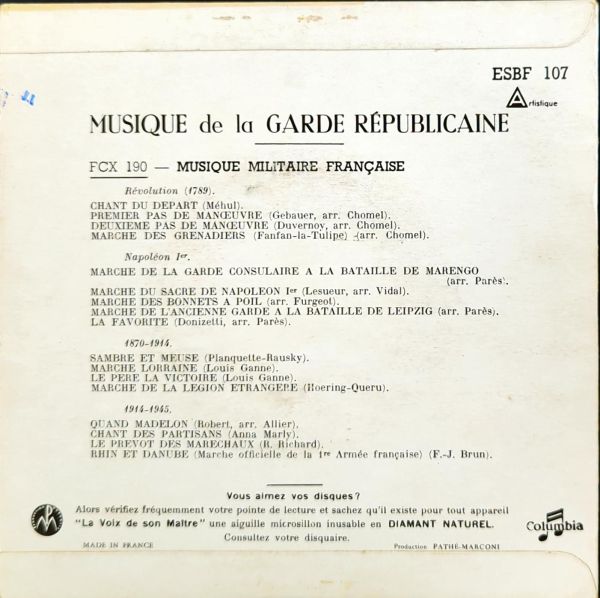 ESBF 107
Artistique
MUSIQUE de la GARDE RÉPUBLICAINE
FCX 190 — MUSIQUE MILITAIRE FRANÇAISE
Révolution (1789).
CHANT DU DEPART (Méhul).
PREMIER PAS DE MANŒUVRE (Gebauer, arr. Chomel).
DEUXIEME PAS DE MANŒUVRE (Duvernoy, arr. Chomel).
MARCHE DES GRENADIERS (Fanfan-la-Tulipe) (arr. Chomel).
Napoléon Ier.
MARCHE DE LA GARDE CONSULAIRE A LA BATAILLE DE MARENGO
(arr. Parès).
MARCHE DU SACRE DE NAPOLEON Ier (Lesueur, arr. Vidal).
MARCHE DES BONNETS A POIL (arr. Furgeot).
MARCHE DE L'ANCIENNE GARDE A LA BATAILLE DE LEIPZIG (arr. Parès).
LA FAVORITE (Donizetti, arr. Parès).
1870-1914.
SAMBRE ET MEUSE (Planquette-Rausky).
MARCHE LORRAINE (Louis Ganne).
LE PERE LA VICTOIRE (Louis Ganne).
MARCHE DE LA LEGION ETRANGERE (Hoering-Queru).
1914-1945.
QUAND MADELON (Robert, arr. Allier).
CHANT DES PARTISANS (Anna Marly).
LE PREVOT DES MARECHAUX (R. Richard).
RHIN ET DANUBE (Marche officielle de la 1re Armée française) (F.-J. Brun).
Vous aimez vos disques ?
Alors vérifiez fréquemment votre pointe de lecture et sachez qu'il existe pour tout appareil
"La Voix de son Maître" une aiguille microsillon inusable en DIAMANT NATUREL.
Consultez votre disquaire.
Columbia
MADE IN FRANCE
Production PATHÉ-MARCONI